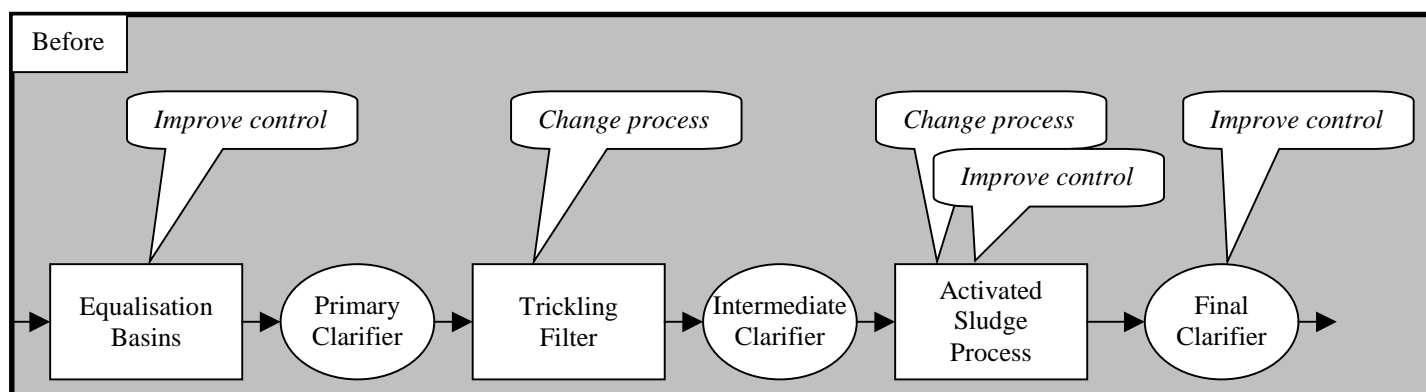 Before
Improve control
Change process
Change process
Improve control
Improve control
Equalisation
Basins
Primary
Clarifier
Trickling
Filter
Intermediate
Clarifier
Activated
Sludge
Process
Final
Clarifier